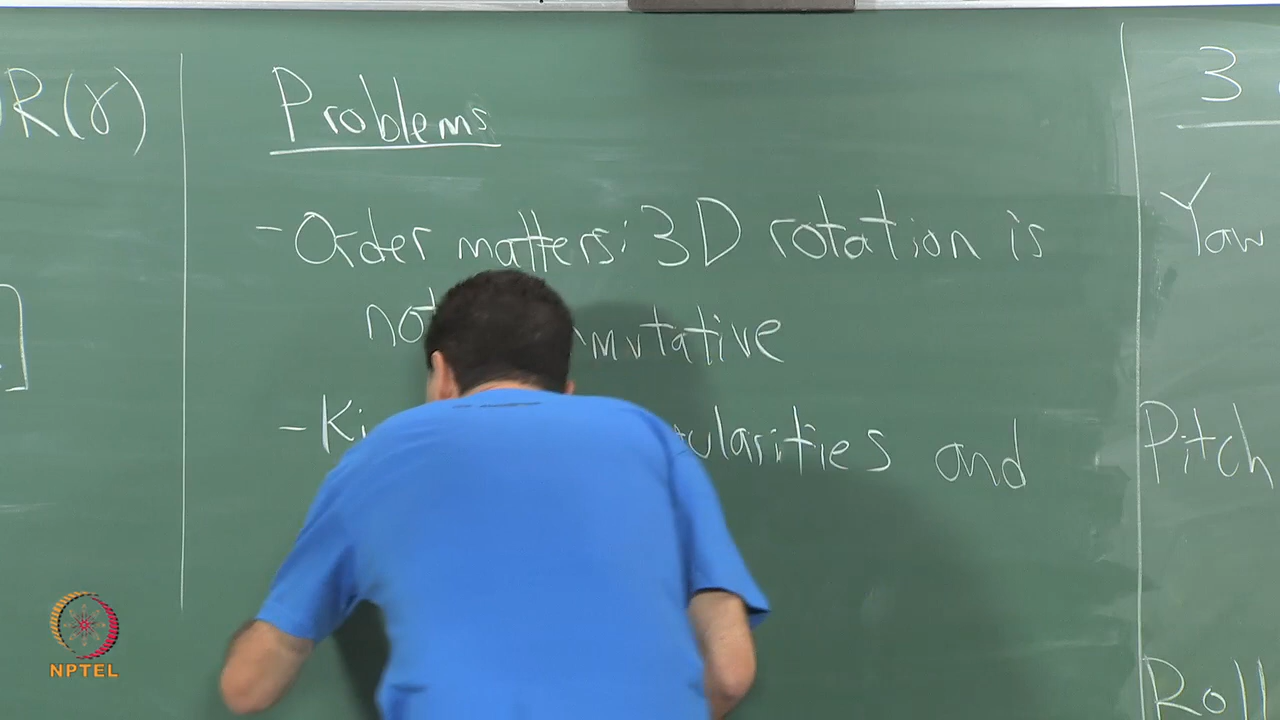 R(γ)
Problems
- Order matters: 3D rotation is
not mutative
- Ki ularities and
3
Yaw
Pitch
Roll
NPTEL